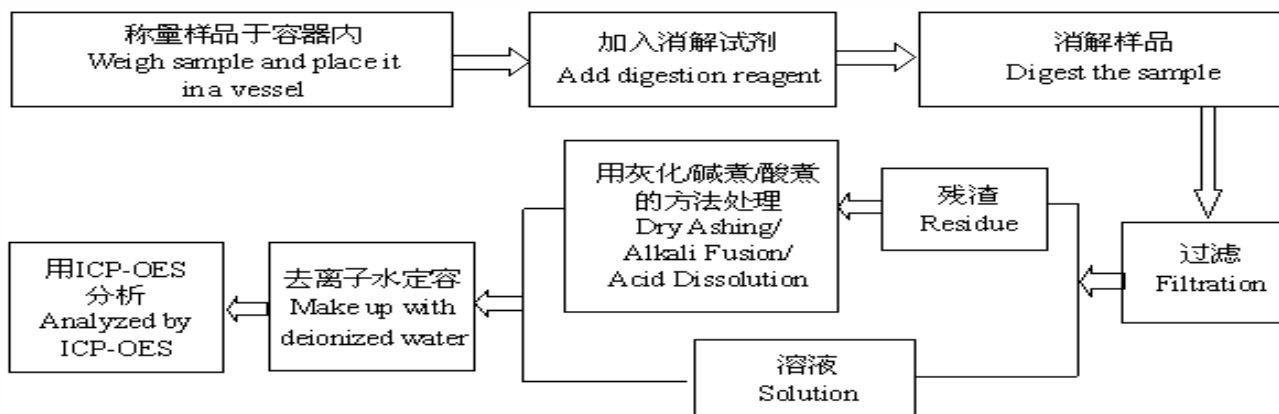 称量样品于容器内
Weigh sample and place it
in a vessel
加入消解试剂
Add digestion reagent
消解样品
Digest the sample
过滤
Filtration
残渣
Residue
用灰化/碱煮/酸煮
的方法处理
Dry Ashing/
Alkali Fusion/
Acid Dissolution
溶液
Solution
去离子水定容
Make up with
deionized water
用ICP-OES
分析
Analyzed by
ICP-OES